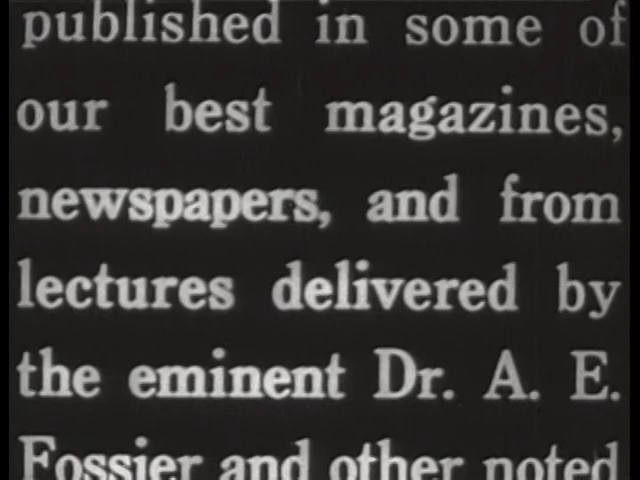 published in some of
our best magazines,
newspapers, and from
lectures delivered by
the eminent Dr. A. E.
Fossier and other noted